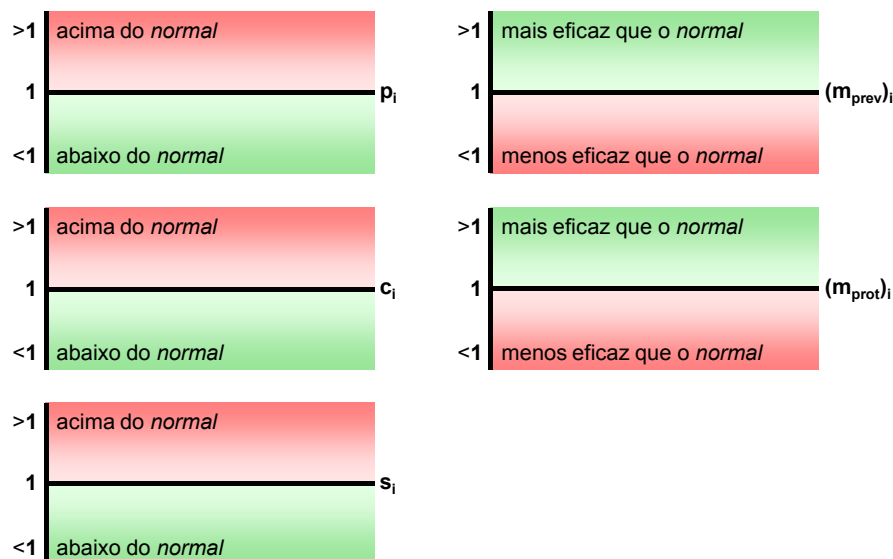 >1 acima do normal
1 pi
<1 abaixo do normal
>1 mais eficaz que o normal
1 (mprev)i
<1 menos eficaz que o normal
>1 acima do normal
1 ci
<1 abaixo do normal
>1 mais eficaz que o normal
1 (mprot)i
<1 menos eficaz que o normal
>1 acima do normal
1 si
<1 abaixo do normal